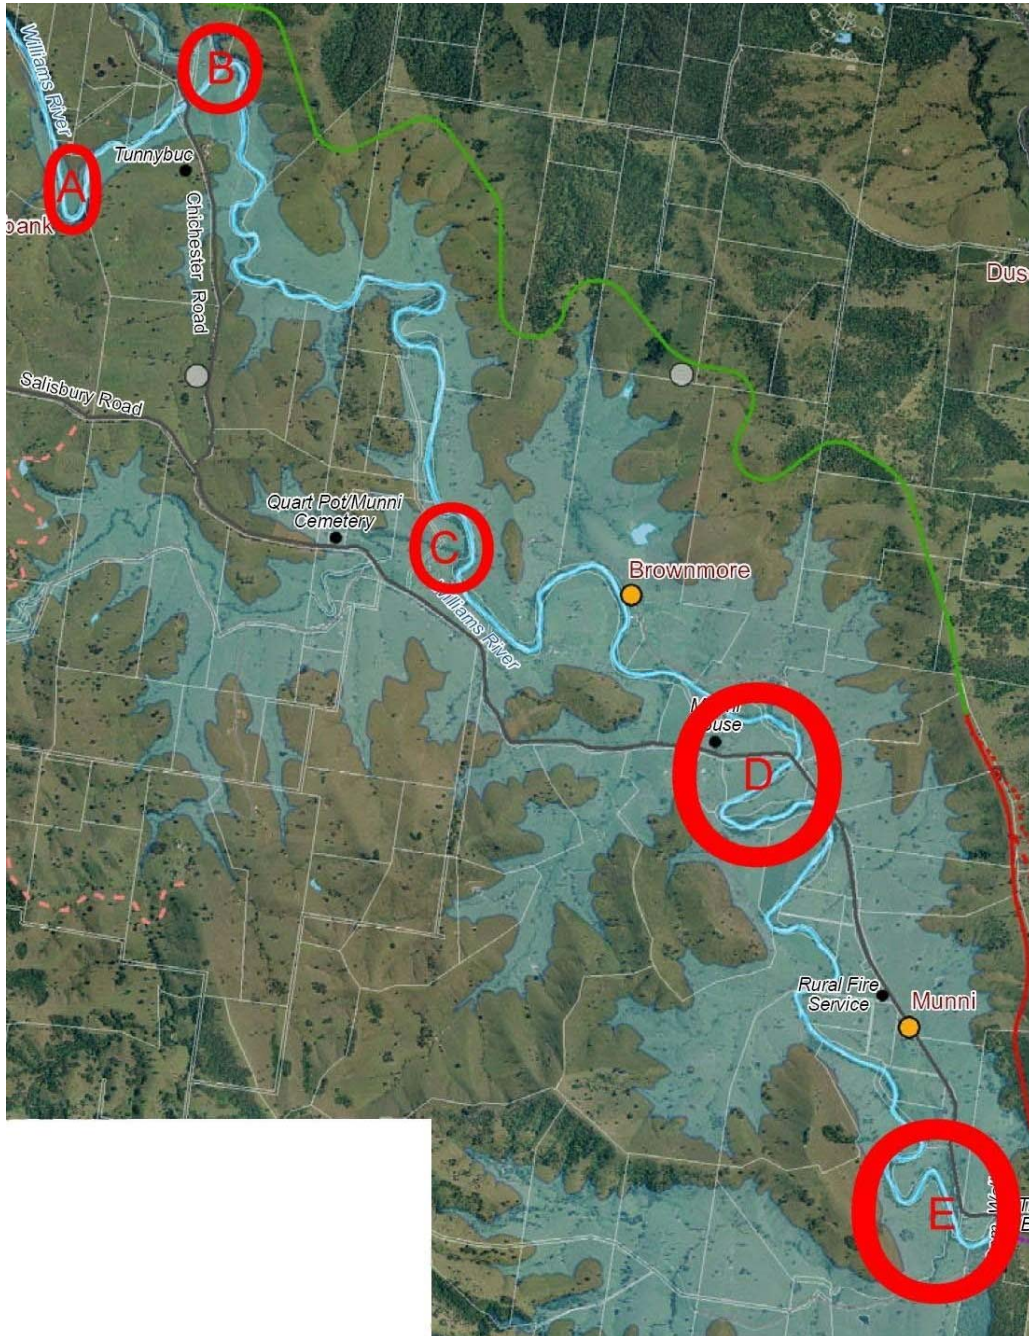 Williams River
B
A
Tunnybuc
bank
Chichester Road
Dus
Salisbury Road
Quart Pot/Munni
Cemetery
C
Brownmore
Williams River
D
Rural Fire
Service
Munni
E